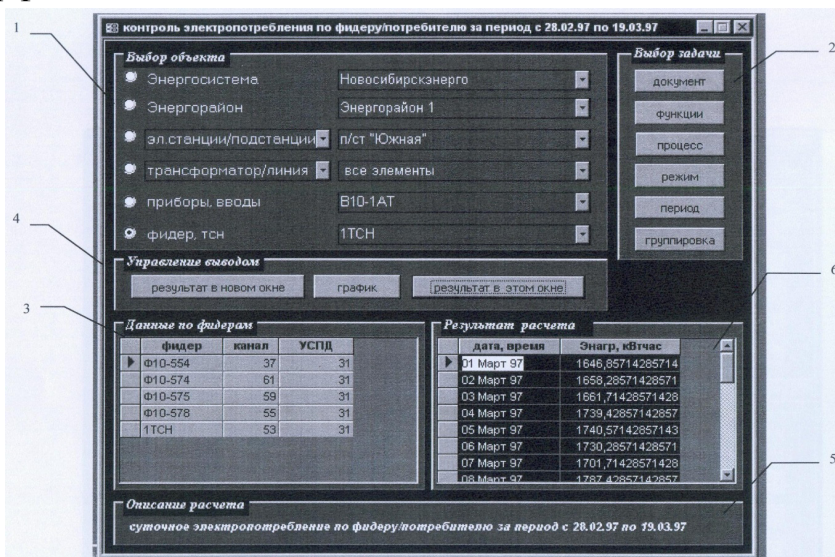 контроль электропотребления по фидеру/потребителю за период с 28.02.97 по 19.03.97
1
2
Выбор объекта
Энергосистема Новосибирскэнерго
Энергорайон Энергорайон 1
эл.станции/подстанции п/ст "Южная"
трансформатор/линия все элементы
приборы, вводы В10-1АТ
фидер, тсн 1ТСН
Выбор задачи
документ
функции
процесс
режим
период
группировка
4
Управление выводом
результат в новом окне график результат в этом окне
6
3
Данные по фидерам
фидер канал УСПД
Ф10-554 37 31
Ф10-574 61 31
Ф10-575 59 31
Ф10-578 55 31
1ТСН 53 31
Результат расчета
дата, время Энагр, кВтчас
01 Март 97 1646,85714285714
02 Март 97 1658,28571428571
03 Март 97 1661,71428571428
04 Март 97 1739,42857142857
05 Март 97 1740,57142857143
06 Март 97 1730,28571428571
07 Март 97 1701,71428571428
08 Март 97 1787,42857142857
5
Описание расчета
суточное электропотребление по фидеру/потребителю за период с 28.02.97 по 19.03.97